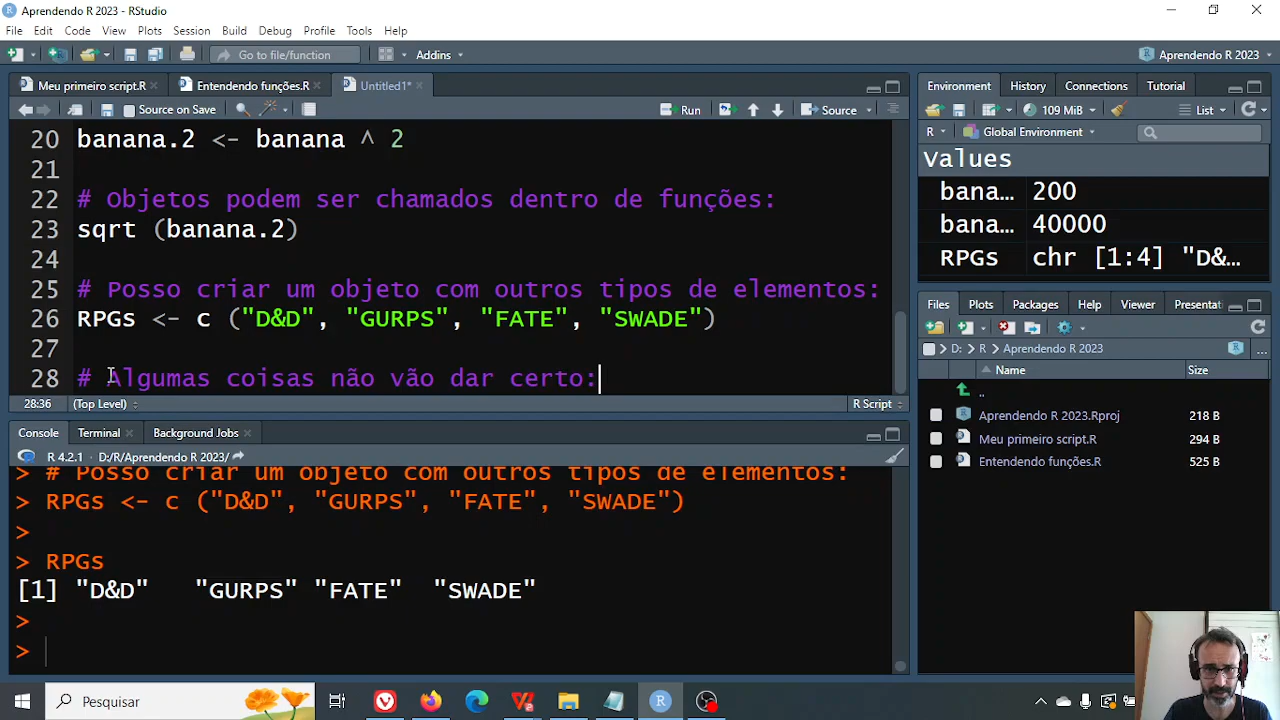 Aprendendo R 2023 - RStudio
File Edit Code View Plots Session Build Debug Profile Tools Help
Go to file/function Addins Aprendendo R 2023
Meu primeiro script.R Entendendo funções.R Untitled1*
Source on Save Run Source
20 banana.2 <- banana ^ 2
21
22 # Objetos podem ser chamados dentro de funções:
23 sqrt (banana.2)
24
25 # Posso criar um objeto com outros tipos de elementos:
26 RPGs <- c ("D&D", "GURPS", "FATE", "SWADE")
27
28 # Algumas coisas não vão dar certo:
28:36 (Top Level) R Script
Console Terminal Background Jobs
R 4.2.1 · D:/R/Aprendendo R 2023/
> # Posso criar um objeto com outros tipos de elementos:
> RPGs <- c ("D&D", "GURPS", "FATE", "SWADE")
>
> RPGs
[1] "D&D" "GURPS" "FATE" "SWADE"
>
>
Environment History Connections Tutorial
109 MiB List
R Global Environment
Values
bana... 200
bana... 40000
RPGs chr [1:4] "D&...
Files Plots Packages Help Viewer Presentati
D: R Aprendendo R 2023 ...
Name Size
..
Aprendendo R 2023.Rproj 218 B
Meu primeiro script.R 294 B
Entendendo funções.R 525 B
Pesquisar